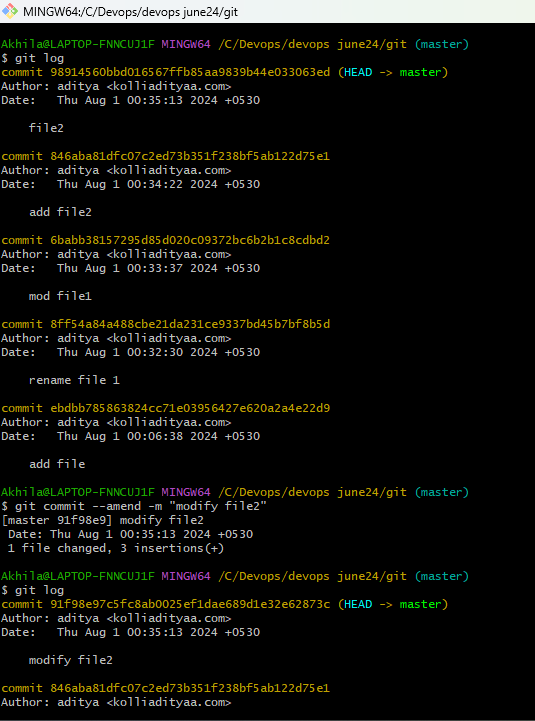 MINGW64:/C/Devops/devops june24/git
Akhila@LAPTOP-FNNCUJ1F MINGW64 /C/Devops/devops june24/git (master)
$ git log
commit 98914560bbd016567ffb85aa9839b44e033063ed (HEAD -> master)
Author: aditya <kolliadityaa.com>
Date:   Thu Aug 1 00:35:13 2024 +0530
file2
commit 846aba81dfc07c2ed73b351f238bf5ab122d75e1
Author: aditya <kolliadityaa.com>
Date:   Thu Aug 1 00:34:22 2024 +0530
add file2
commit 6babb38157295d85d020c09372bc6b2b1c8cdbd2
Author: aditya <kolliadityaa.com>
Date:   Thu Aug 1 00:33:37 2024 +0530
mod file1
commit 8ff54a84a488cbe21da231ce9337bd45b7bf8b5d
Author: aditya <kolliadityaa.com>
Date:   Thu Aug 1 00:32:30 2024 +0530
rename file 1
commit ebdbb785863824cc71e03956427e620a2a4e22d9
Author: aditya <kolliadityaa.com>
Date:   Thu Aug 1 00:06:38 2024 +0530
add file
Akhila@LAPTOP-FNNCUJ1F MINGW64 /C/Devops/devops june24/git (master)
$ git commit --amend -m "modify file2"
[master 91f98e9] modify file2
Date: Thu Aug 1 00:35:13 2024 +0530
1 file changed, 3 insertions(+)
Akhila@LAPTOP-FNNCUJ1F MINGW64 /C/Devops/devops june24/git (master)
$ git log
commit 91f98e97c5fc8ab0025ef1dae689d1e32e62873c (HEAD -> master)
Author: aditya <kolliadityaa.com>
Date:   Thu Aug 1 00:35:13 2024 +0530
modify file2
commit 846aba81dfc07c2ed73b351f238bf5ab122d75e1
Author: aditya <kolliadityaa.com>